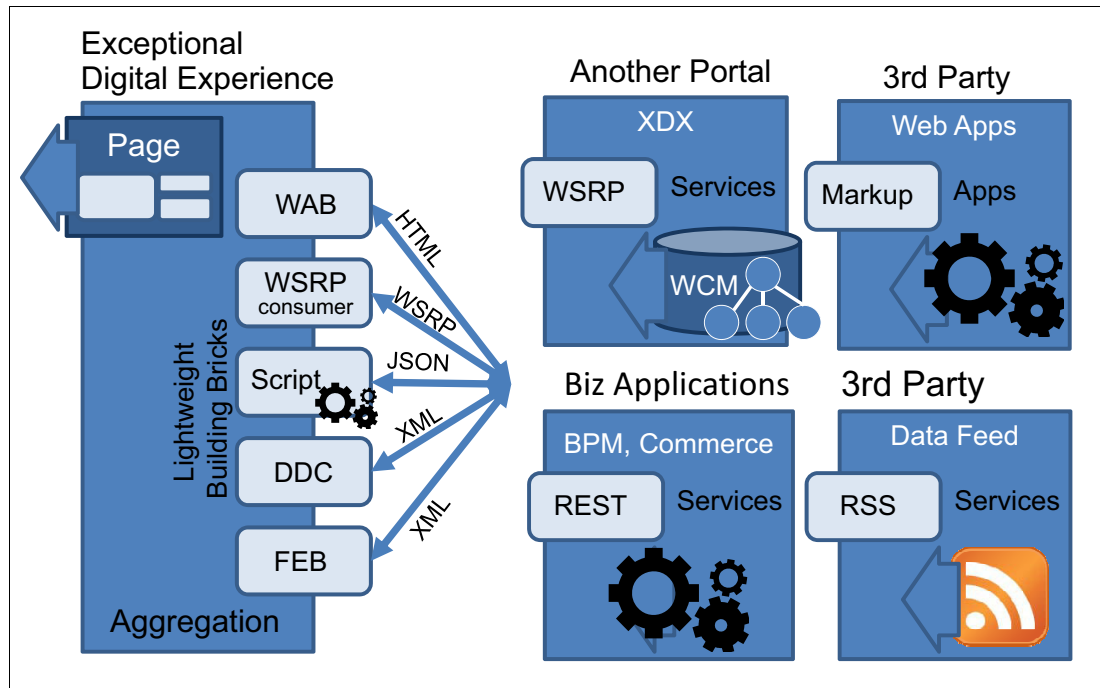 Exceptional
Digital Experience
Page
WAB
WSRP
consumer
Script
DDC
FEB
Lightweight
Building Bricks
Aggregation
HTML
WSRP
JSON
XML
XML
Another Portal
XDX
WSRP
Services
WCM
3rd Party
Web Apps
Markup
Apps
Biz Applications
BPM, Commerce
REST
Services
3rd Party
Data Feed
RSS
Services